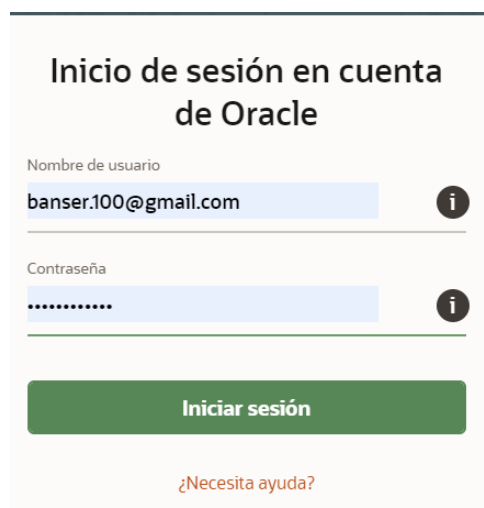 Inicio de sesión en cuenta
de Oracle
Nombre de usuario
banser.100@gmail.com
i
Contraseña
••••••••••••
i
Iniciar sesión
¿Necesita ayuda?